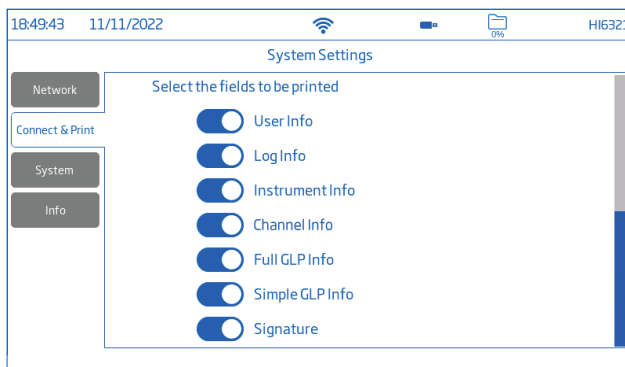 18:49:43 11/11/2022 0% HI6321
System Settings
Network
Connect & Print
System
Info
Select the fields to be printed
User Info
Log Info
Instrument Info
Channel Info
Full GLP Info
Simple GLP Info
Signature